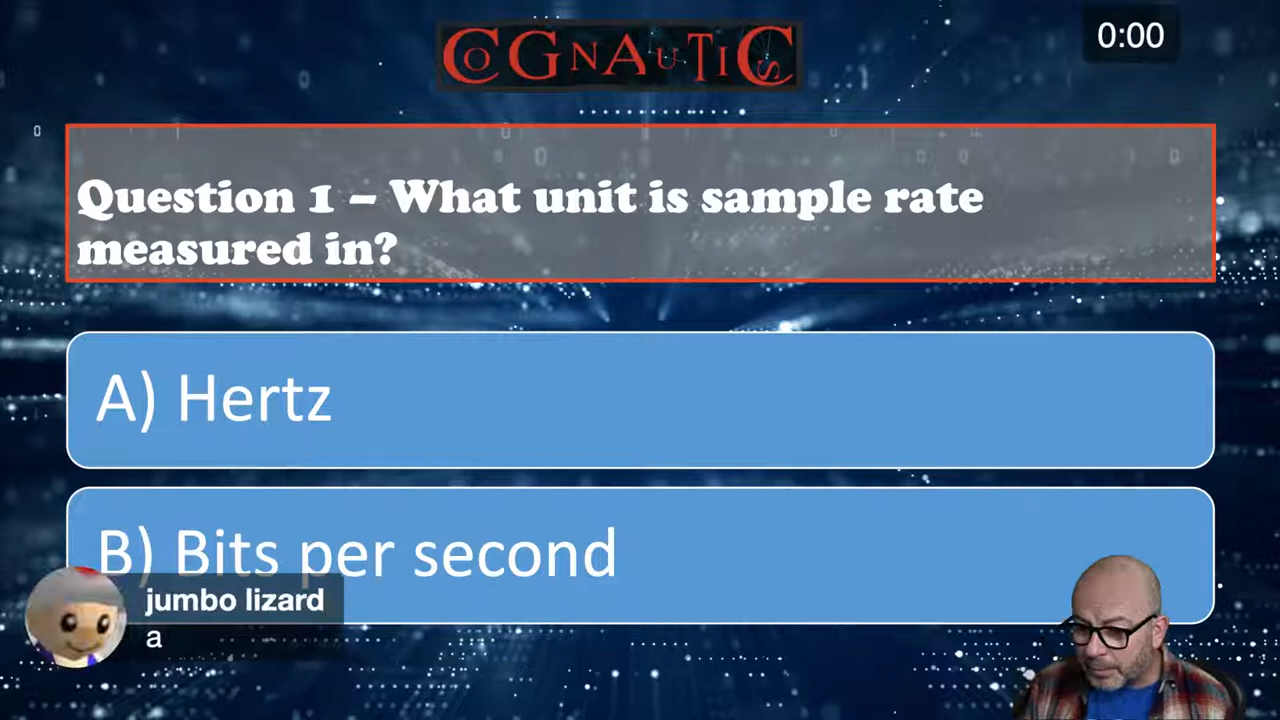 COGNAUTICS
0:00
Question 1 – What unit is sample rate
measured in?
A) Hertz
B) Bits per second
jumbo lizard
a